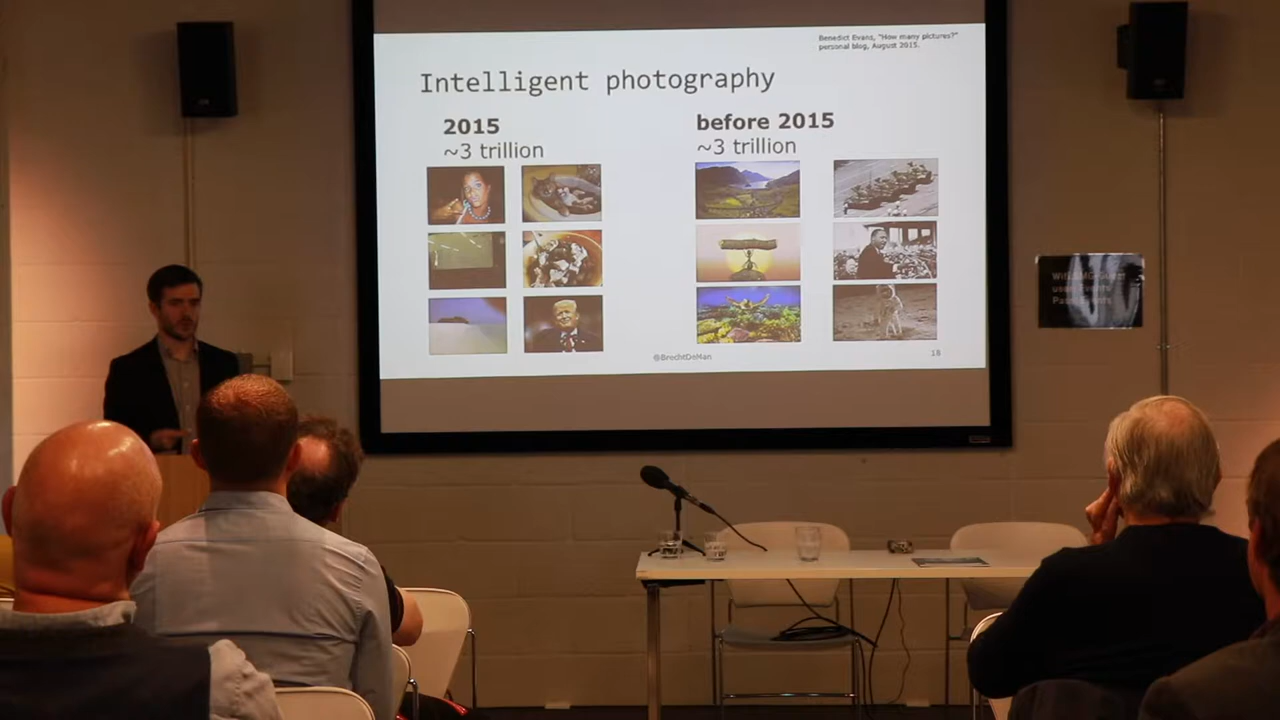 Benedict Evans, "How many pictures?"
personal blog, August 2015.
Intelligent photography
2015
~3 trillion
before 2015
~3 trillion
@BrechtDeMan
18
Events